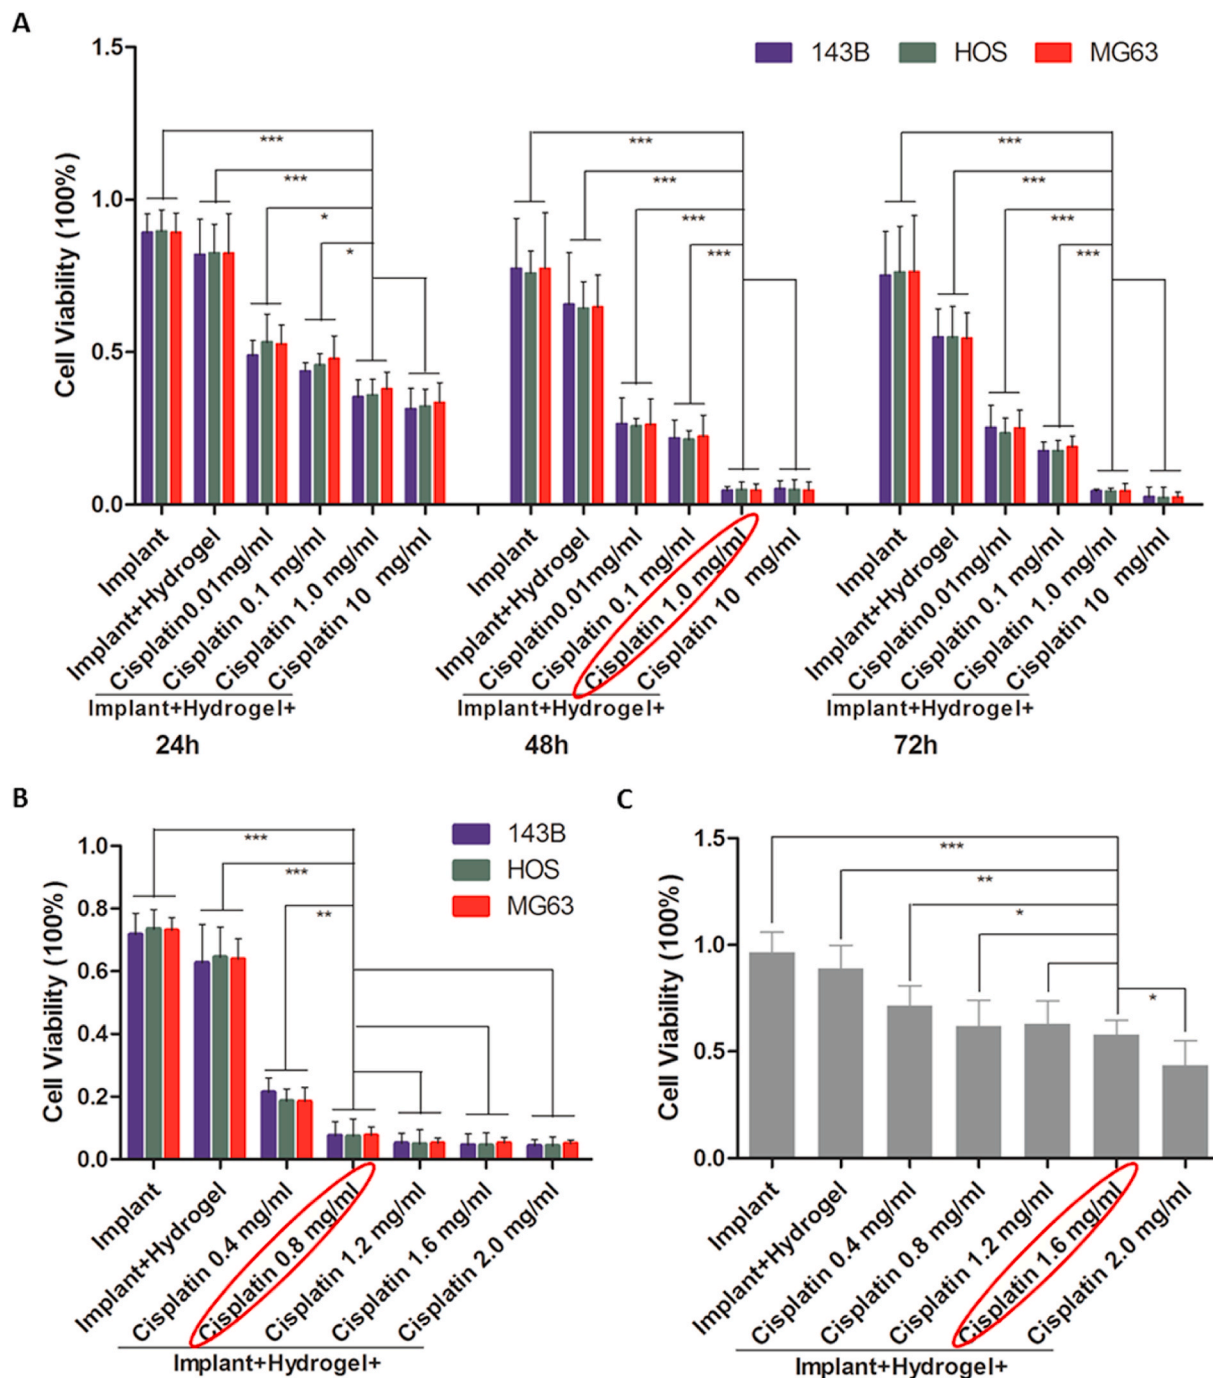 A
1.5
1.0
0.5
0.0
Cell Viability (100%)
143B HOS MG63
*** *** * *
*** *** *** ***
*** *** *** ***
Implant
Implant+Hydrogel
Cisplatin0.01mg/ml
Cisplatin 0.1 mg/ml
Cisplatin 1.0 mg/ml
Cisplatin 10 mg/ml
Implant+Hydrogel+
24h
Implant
Implant+Hydrogel
Cisplatin0.01mg/ml
Cisplatin 0.1 mg/ml
Cisplatin 1.0 mg/ml
Cisplatin 10 mg/ml
Implant+Hydrogel+
48h
Implant
Implant+Hydrogel
Cisplatin0.01mg/ml
Cisplatin 0.1 mg/ml
Cisplatin 1.0 mg/ml
Cisplatin 10 mg/ml
Implant+Hydrogel+
72h
B
1.0
0.8
0.6
0.4
0.2
0.0
Cell Viability (100%)
143B
HOS
MG63
***
***
**
Implant
Implant+Hydrogel
Cisplatin 0.4 mg/ml
Cisplatin 0.8 mg/ml
Cisplatin 1.2 mg/ml
Cisplatin 1.6 mg/ml
Cisplatin 2.0 mg/ml
Implant+Hydrogel+
C
1.5
1.0
0.5
0.0
Cell Viability (100%)
***
**
*
*
Implant
Implant+Hydrogel
Cisplatin 0.4 mg/ml
Cisplatin 0.8 mg/ml
Cisplatin 1.2 mg/ml
Cisplatin 1.6 mg/ml
Cisplatin 2.0 mg/ml
Implant+Hydrogel+